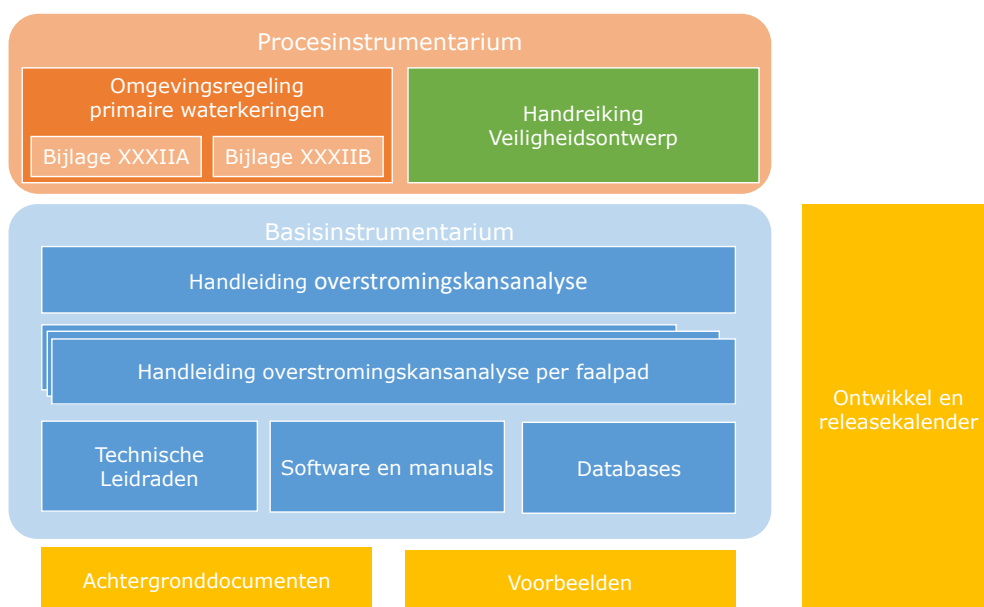 Procesinstrumentarium
Omgevingsregeling
primaire waterkeringen
Bijlage XXXIIA
Bijlage XXXIIB
Handreiking
Veiligheidsontwerp
Basisinstrumentarium
Handleiding overstromingskansanalyse
Handleiding overstromingskansanalyse per faalpad
Technische
Leidraden
Software en manuals
Databases
Ontwikkel en
releasekalender
Achtergronddocumenten
Voorbeelden